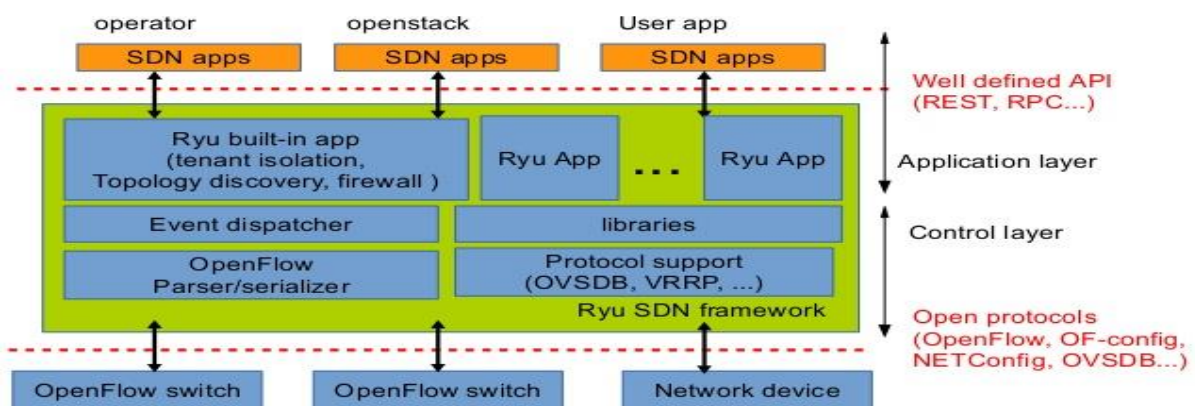 operator
openstack
User app
SDN apps
SDN apps
SDN apps
Well defined API
(REST, RPC...)
Ryu built-in app
(tenant isolation,
Topology discovery, firewall )
Ryu App
...
Ryu App
Application layer
Event dispatcher
libraries
Control layer
OpenFlow
Parser/serializer
Protocol support
(OVSDB, VRRP, ...)
Ryu SDN framework
Open protocols
(OpenFlow, OF-config,
NETConfig, OVSDB...)
OpenFlow switch
OpenFlow switch
Network device